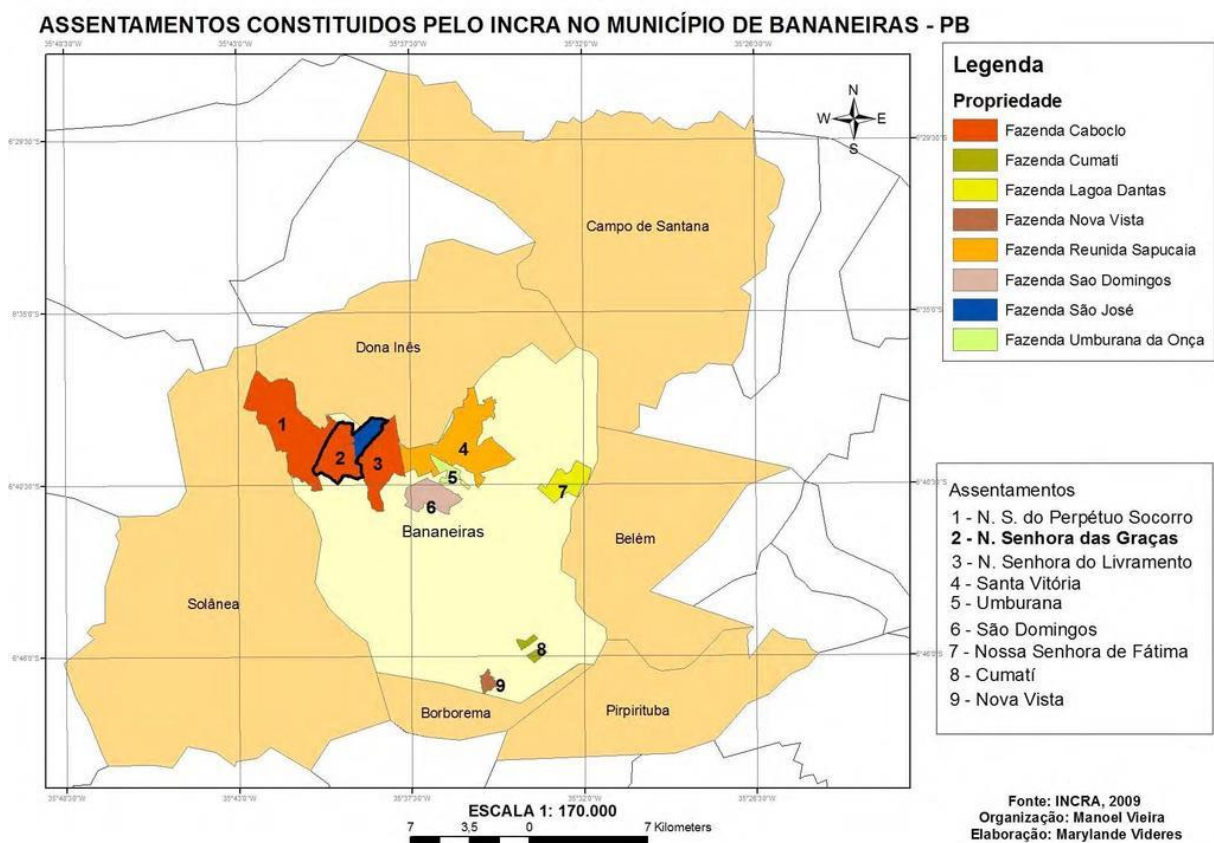 ASSENTAMENTOS CONSTITUIDOS PELO INCRA NO MUNICÍPIO DE BANANEIRAS - PB
Legenda
Propriedade
Fazenda Caboclo
Fazenda Cumatí
Fazenda Lagoa Dantas
Fazenda Nova Vista
Fazenda Reunida Sapucaia
Fazenda Sao Domingos
Fazenda São José
Fazenda Umburana da Onça
N
W E
S
Campo de Santana
Dona Inês
1
2
3
4
5
6
7
Bananeiras
Belém
Solânea
8
9
Borborema
Pirpirituba
Assentamentos
1 - N. S. do Perpétuo Socorro
2 - N. Senhora das Graças
3 - N. Senhora do Livramento
4 - Santa Vitória
5 - Umburana
6 - São Domingos
7 - Nossa Senhora de Fátima
8 - Cumatí
9 - Nova Vista
ESCALA 1: 170.000
7 3,5 0 7 Kilometers
Fonte: INCRA, 2009
Organização: Manoel Vieira
Elaboração: Marylande Videres